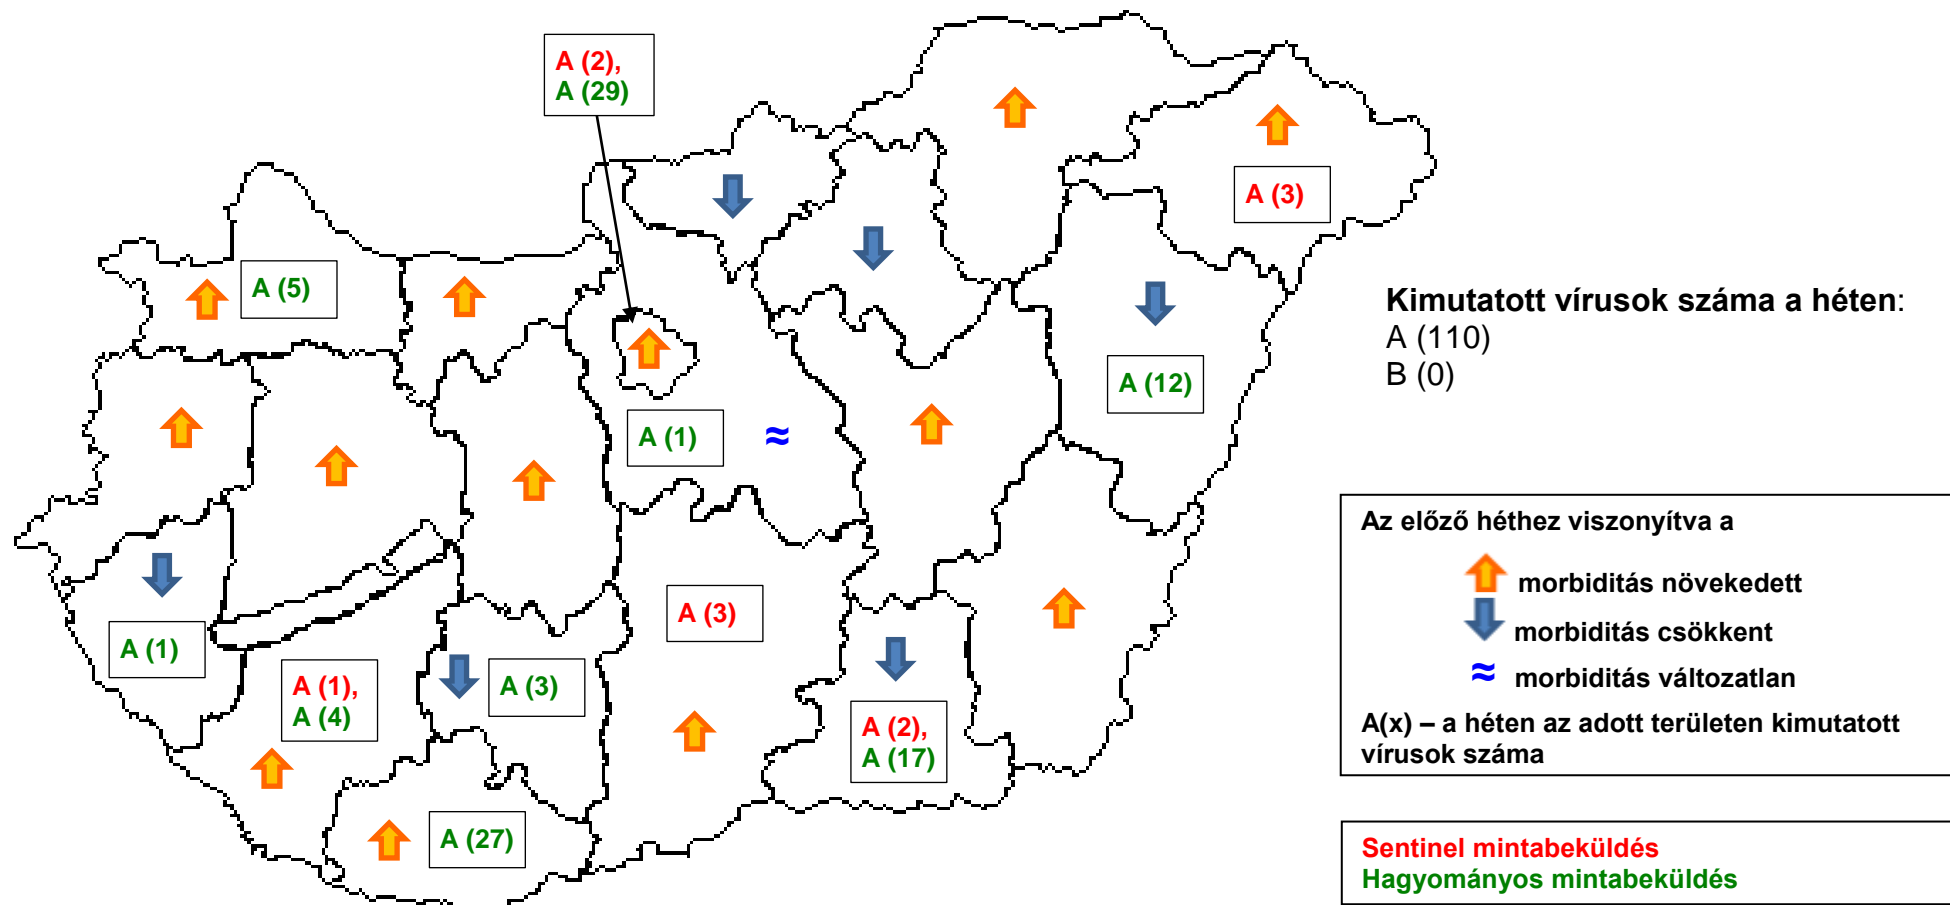 A (2),
A (29)
A (3)
A (5)
A (12)
A (1)
A (3)
A (1)
A (1),
A (4)
A (3)
A (2),
A (17)
A (27)
Kimutatott vírusok száma a héten:
A (110)
B (0)
≈
Az előző héthez viszonyítva a
morbiditás növekedett
morbiditás csökkent
≈ morbiditás változatlan
A(x) – a héten az adott területen kimutatott
vírusok száma
Sentinel mintabeküldés
Hagyományos mintabeküldés